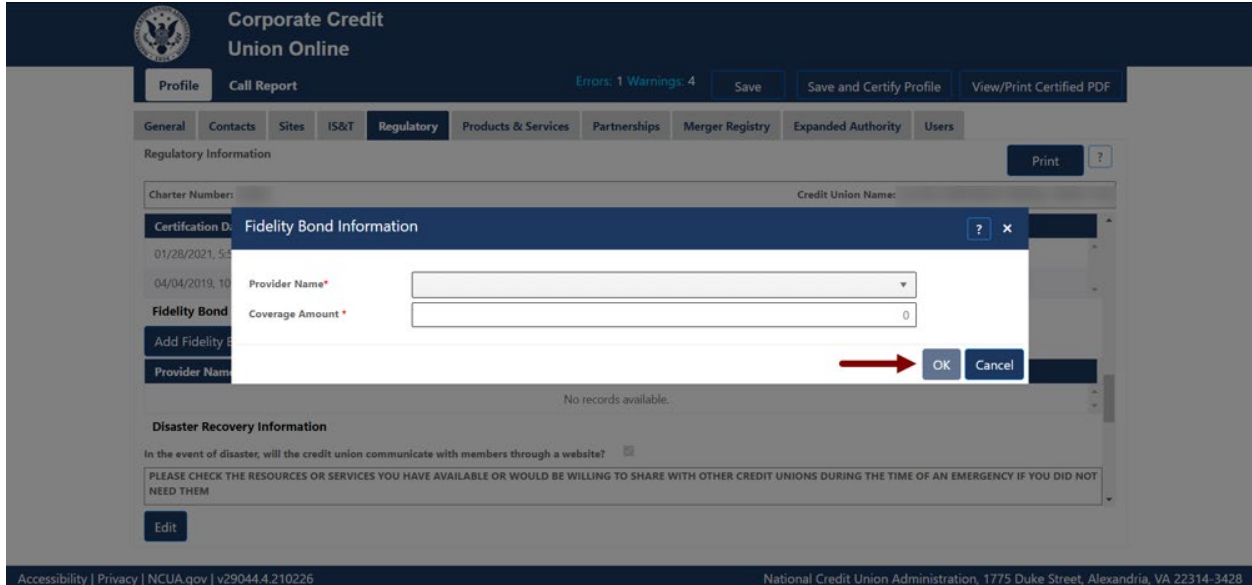 Corporate Credit
Union Online
Profile Call Report Errors: 1 Warnings: 4 Save Save and Certify Profile View/Print Certified PDF
General Contacts Sites IS&T Regulatory Products & Services Partnerships Merger Registry Expanded Authority Users
Regulatory Information Print ?
Charter Number: Credit Union Name:
Certifcation Da
Fidelity Bond Information ? ×
01/28/2021, 5:5
04/04/2019, 10
Provider Name*
Fidelity Bond
Coverage Amount * 0
Add Fidelity B
OK Cancel
Provider Nam
No records available.
Disaster Recovery Information
In the event of disaster, will the credit union communicate with members through a website?
PLEASE CHECK THE RESOURCES OR SERVICES YOU HAVE AVAILABLE OR WOULD BE WILLING TO SHARE WITH OTHER CREDIT UNIONS DURING THE TIME OF AN EMERGENCY IF YOU DID NOT
NEED THEM
Edit
Accessibility | Privacy | NCUA.gov | v29044.4.210226 National Credit Union Administration, 1775 Duke Street, Alexandria, VA 22314-3428